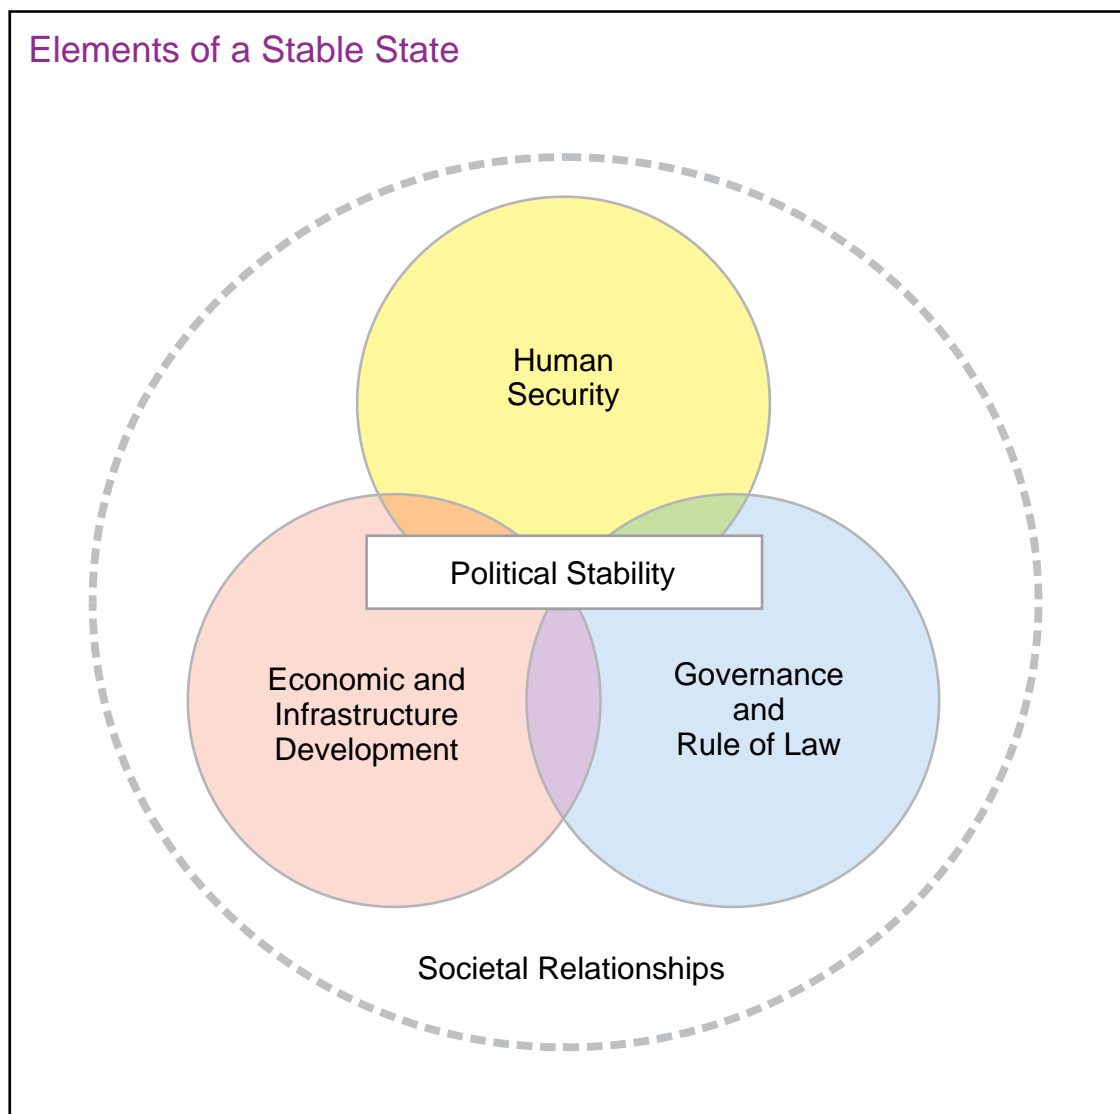 Elements of a Stable State
Human
Security
Political Stability
Economic and
Infrastructure
Development
Governance
and
Rule of Law
Societal Relationships